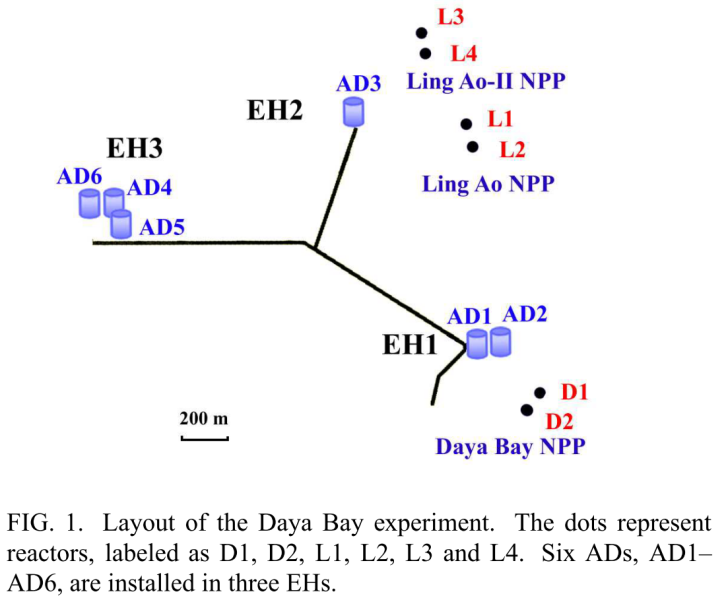 L3
L4
Ling Ao-II NPP
AD3
EH2
L1
L2
EH3
AD6
AD4
AD5
Ling Ao NPP
AD1 AD2
EH1
D1
D2
200 m
Daya Bay NPP
FIG. 1. Layout of the Daya Bay experiment. The dots represent
reactors, labeled as D1, D2, L1, L2, L3 and L4. Six ADs, AD1–
AD6, are installed in three EHs.